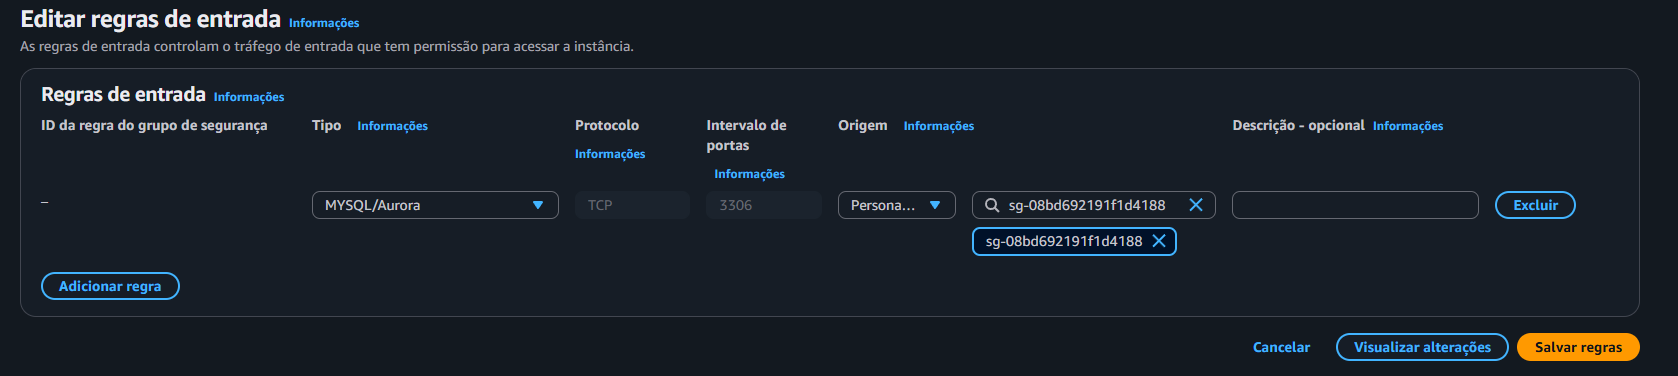 Editar regras de entrada Informações
As regras de entrada controlam o tráfego de entrada que tem permissão para acessar a instância.
Regras de entrada Informações
ID da regra do grupo de segurança
Tipo Informações
Protocolo
Informações
Intervalo de
portas
Informações
Origem Informações
Descrição - opcional Informações
–
MYSQL/Aurora
TCP
3306
Persona...
sg-08bd692191f1d4188
Excluir
sg-08bd692191f1d4188
Adicionar regra
Cancelar
Visualizar alterações
Salvar regras